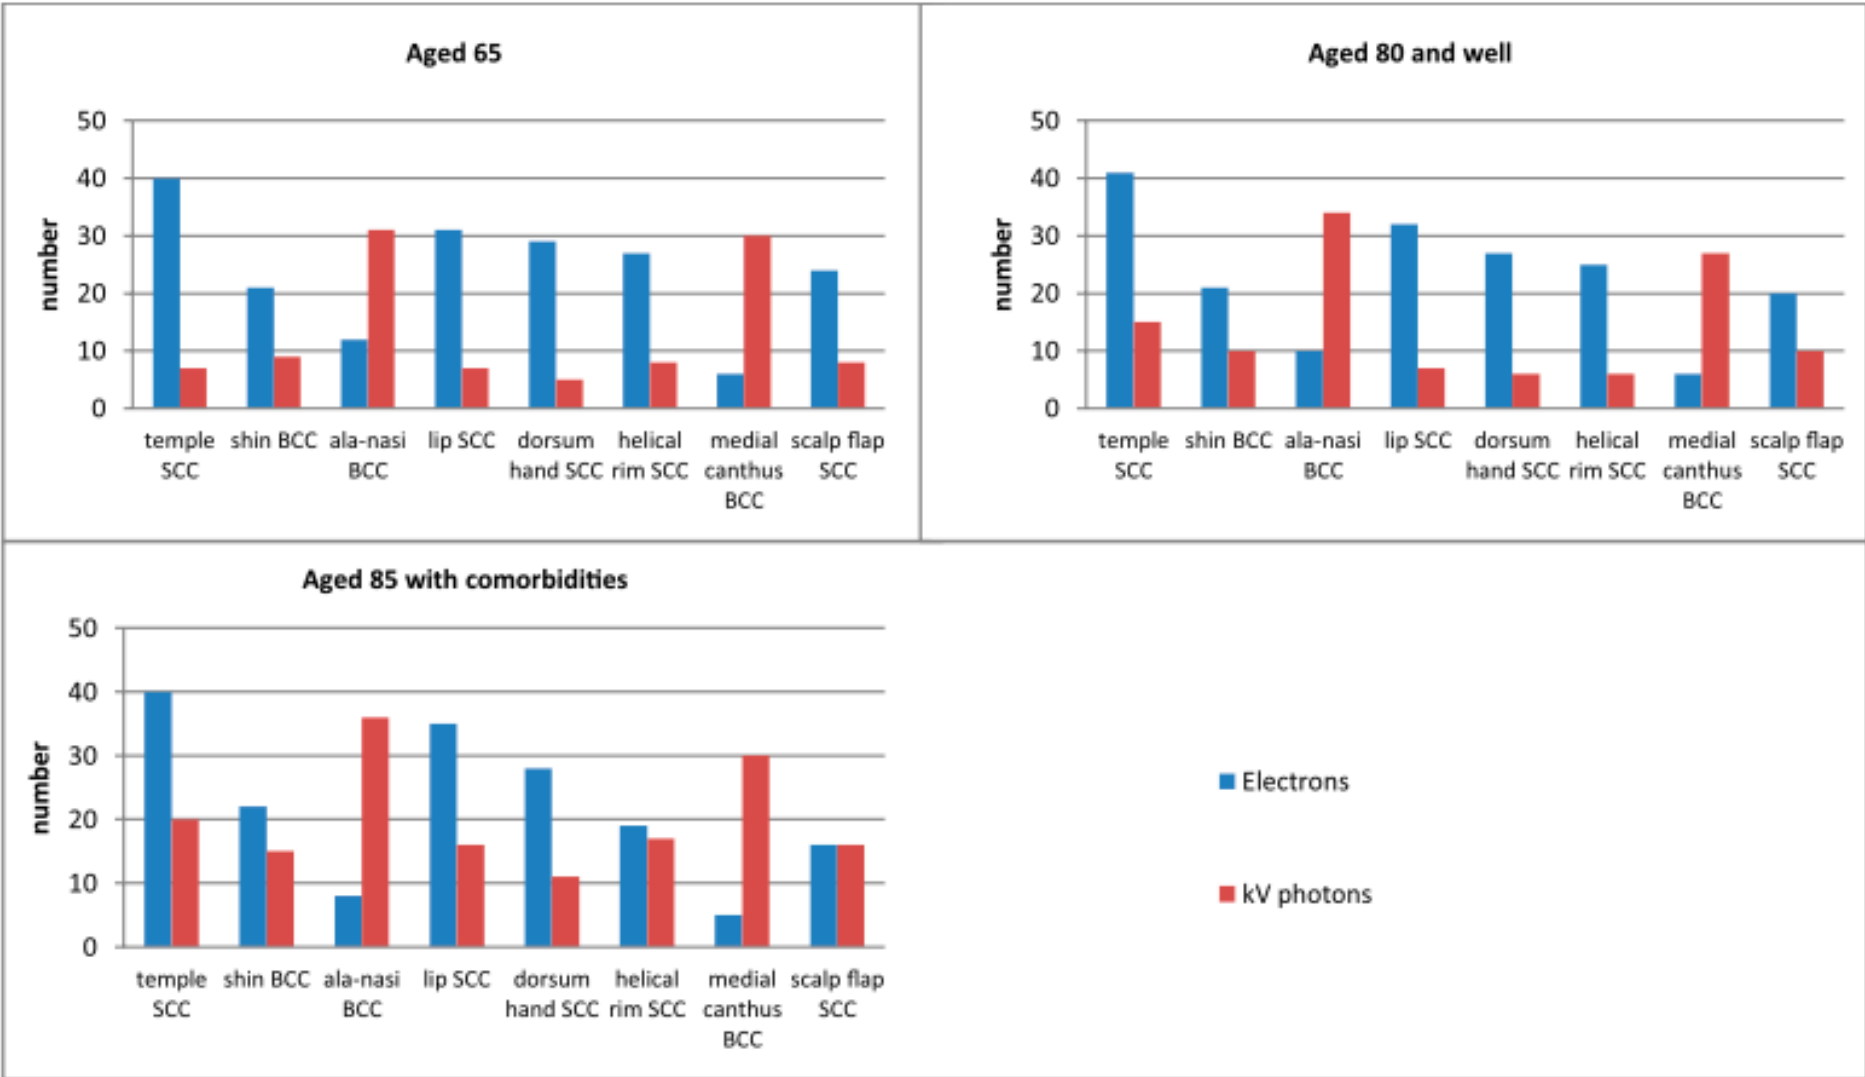 Aged 65
number
50
40
30
20
10
0
temple shin BCC ala-nasi lip SCC dorsum helical medial scalp flap
SCC BCC hand SCC rim SCC canthus SCC
BCC
Aged 80 and well
number
50
40
30
20
10
0
temple shin BCC ala-nasi lip SCC dorsum helical medial scalp flap
SCC BCC hand SCC rim SCC canthus SCC
BCC
Aged 85 with comorbidities
number
50
40
30
20
10
0
temple shin BCC ala-nasi lip SCC dorsum helical medial scalp flap
SCC BCC hand SCC rim SCC canthus SCC
BCC
Electrons
kV photons